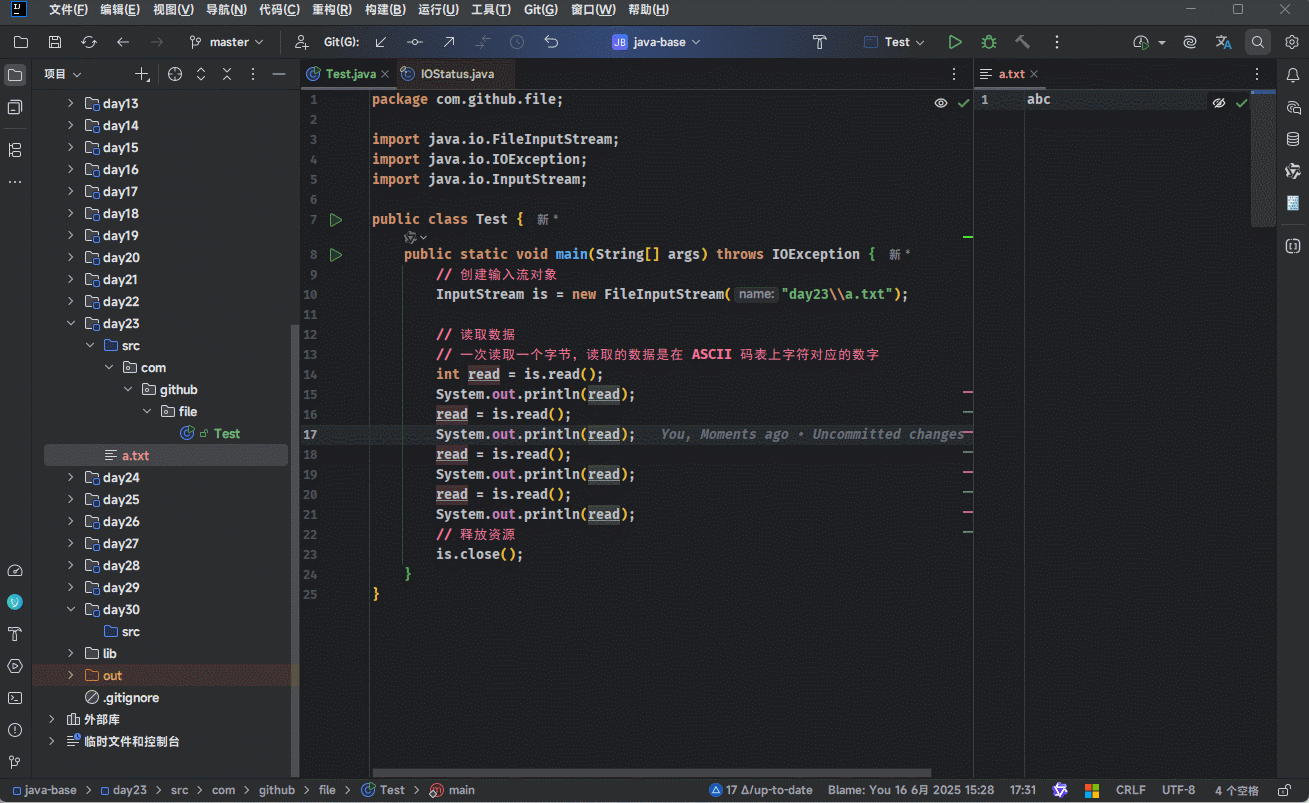 文件(F) 编辑(E) 视图(V) 导航(N) 代码(C) 重构(R) 构建(B) 运行(U) 工具(T) Git(G) 窗口(W) 帮助(H)
master Git(G): JB java-base Test
项目
day13
day14
day15
day16
day17
day18
day19
day20
day21
day22
day23
src
com
github
file
Test
a.txt
day24
day25
day26
day27
day28
day29
day30
src
lib
out
.gitignore
外部库
临时文件和控制台
Test.java IOStatus.java
1 package com.github.file;
2
3 import java.io.FileInputStream;
4 import java.io.IOException;
5 import java.io.InputStream;
6
7 public class Test { 新 *
8 public static void main(String[] args) throws IOException { 新 *
9 // 创建输入流对象
10 InputStream is = new FileInputStream( name: "day23\\a.txt");
11
12 // 读取数据
13 // 一次读取一个字节，读取的数据是在 ASCII 码表上字符对应的数字
14 int read = is.read();
15 System.out.println(read);
16 read = is.read();
17 System.out.println(read); You, Moments ago • Uncommitted changes
18 read = is.read();
19 System.out.println(read);
20 read = is.read();
21 System.out.println(read);
22 // 释放资源
23 is.close();
24 }
25 }
a.txt
1 abc
java-base > day23 > src > com > github > file > Test > main 17 Δ/up-to-date Blame: You 16 6月 2025 15:28 17:31 CRLF UTF-8 4 个空格